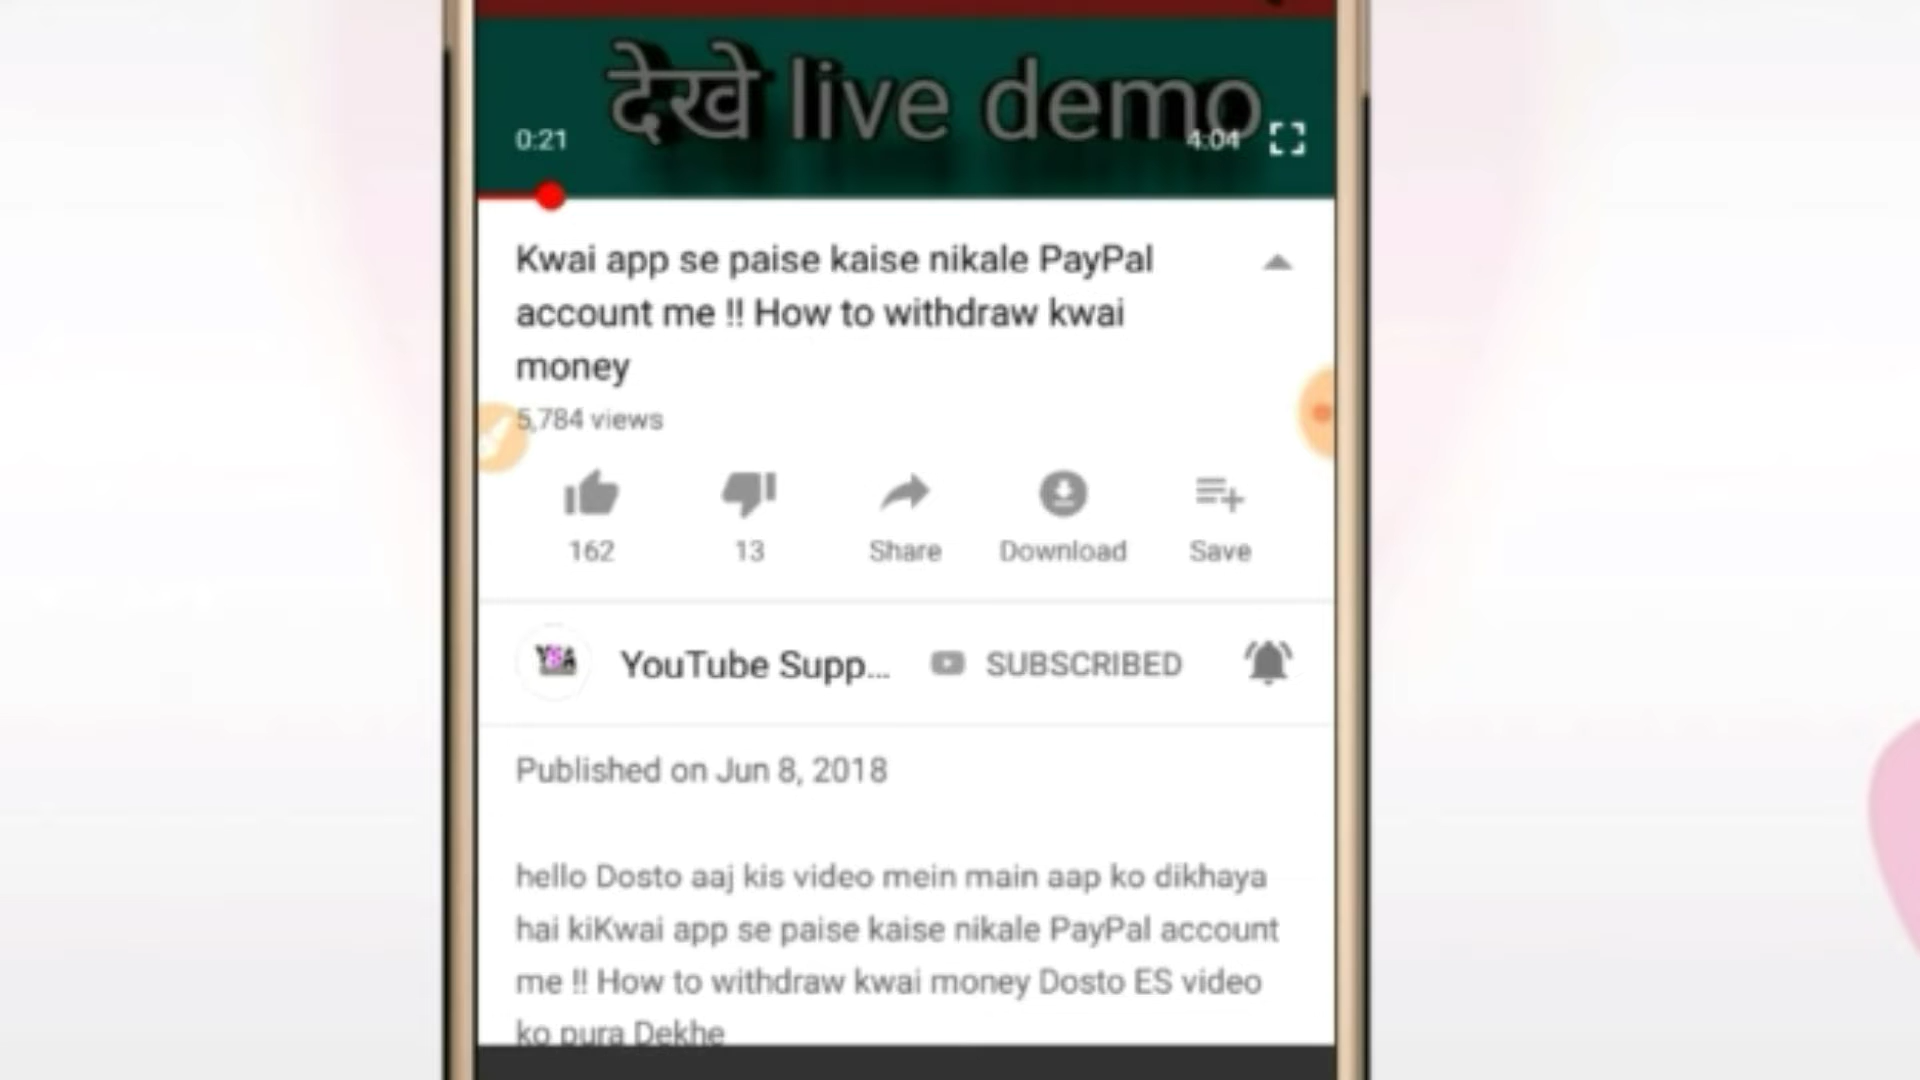 देखे live demo
0:21
4:04
Kwai app se paise kaise nikale PayPal
account me !! How to withdraw kwai
money
5,784 views
162
13
Share
Download
Save
YouTube Supp...
SUBSCRIBED
Published on Jun 8, 2018
hello Dosto aaj kis video mein main aap ko dikhaya
hai kiKwai app se paise kaise nikale PayPal account
me !! How to withdraw kwai money Dosto ES video
ko pura Dekhe